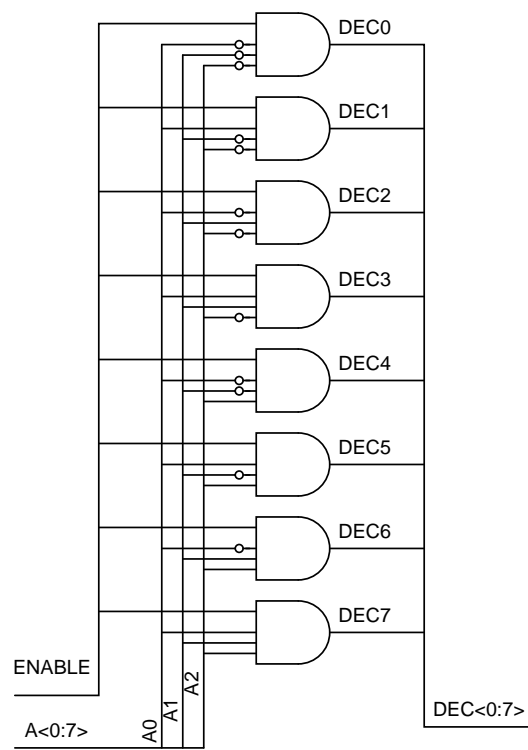 DEC0
DEC1
DEC2
DEC3
DEC4
DEC5
DEC6
DEC7
ENABLE
A0
A1
A2
A<0:7>
DEC<0:7>